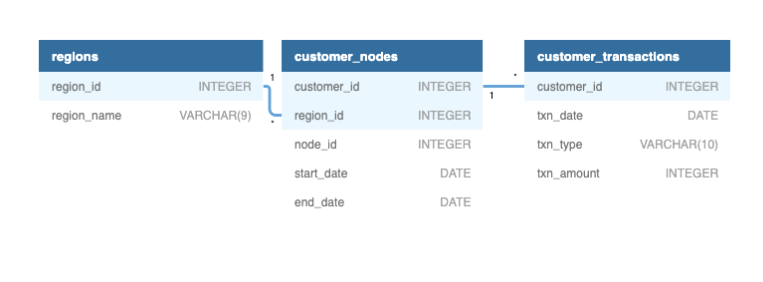 regions
region_id INTEGER
region_name VARCHAR(9)
1
*
customer_nodes
customer_id INTEGER
region_id INTEGER
node_id INTEGER
start_date DATE
end_date DATE
1
*
customer_transactions
customer_id INTEGER
txn_date DATE
txn_type VARCHAR(10)
txn_amount INTEGER